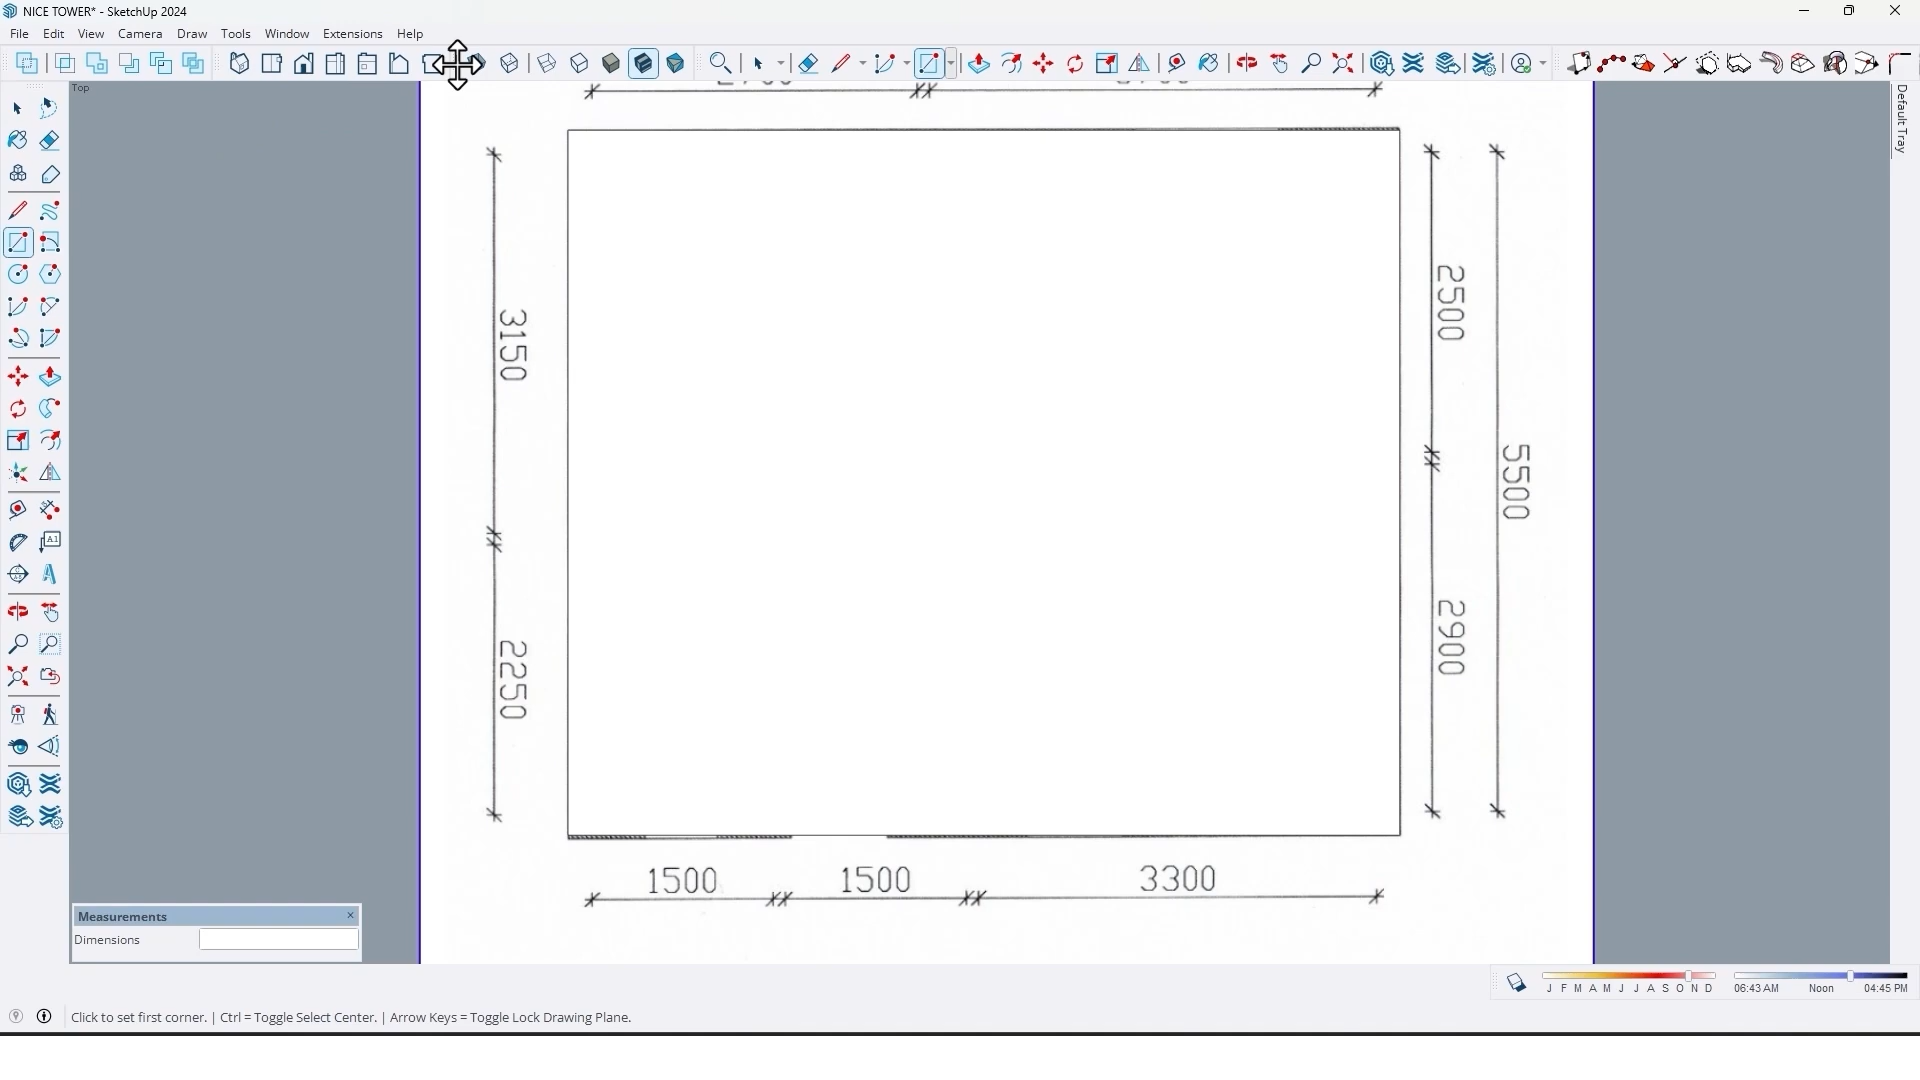 NICE TOWER* - SketchUp 2024
File Edit View Camera Draw Tools Window Extensions Help
Top
Default Tray
3150
2250
2500
2900
5500
1500 1500 3300
Measurements
Dimensions
J F M A M J J A S O N D
06:43 AM Noon 04:45 PM
Click to set first corner. | Ctrl = Toggle Select Center. | Arrow Keys = Toggle Lock Drawing Plane.